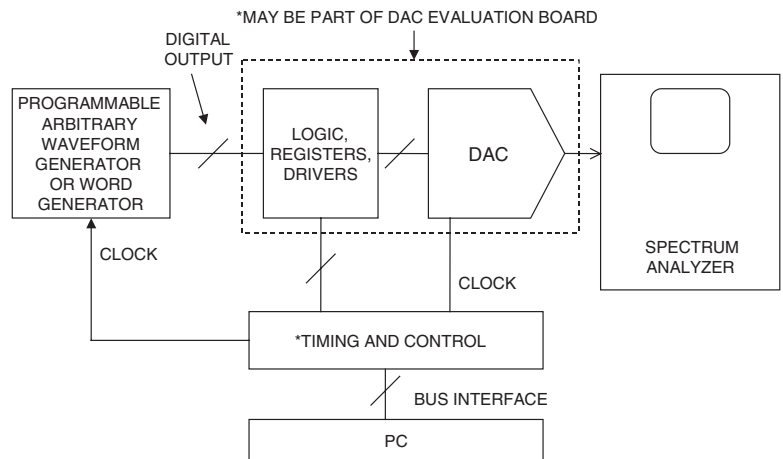 *MAY BE PART OF DAC EVALUATION BOARD
DIGITAL
OUTPUT
PROGRAMMABLE
ARBITRARY
WAVEFORM
GENERATOR
OR WORD
GENERATOR
LOGIC,
REGISTERS,
DRIVERS
DAC
SPECTRUM
ANALYZER
CLOCK
CLOCK
*TIMING AND CONTROL
BUS INTERFACE
PC